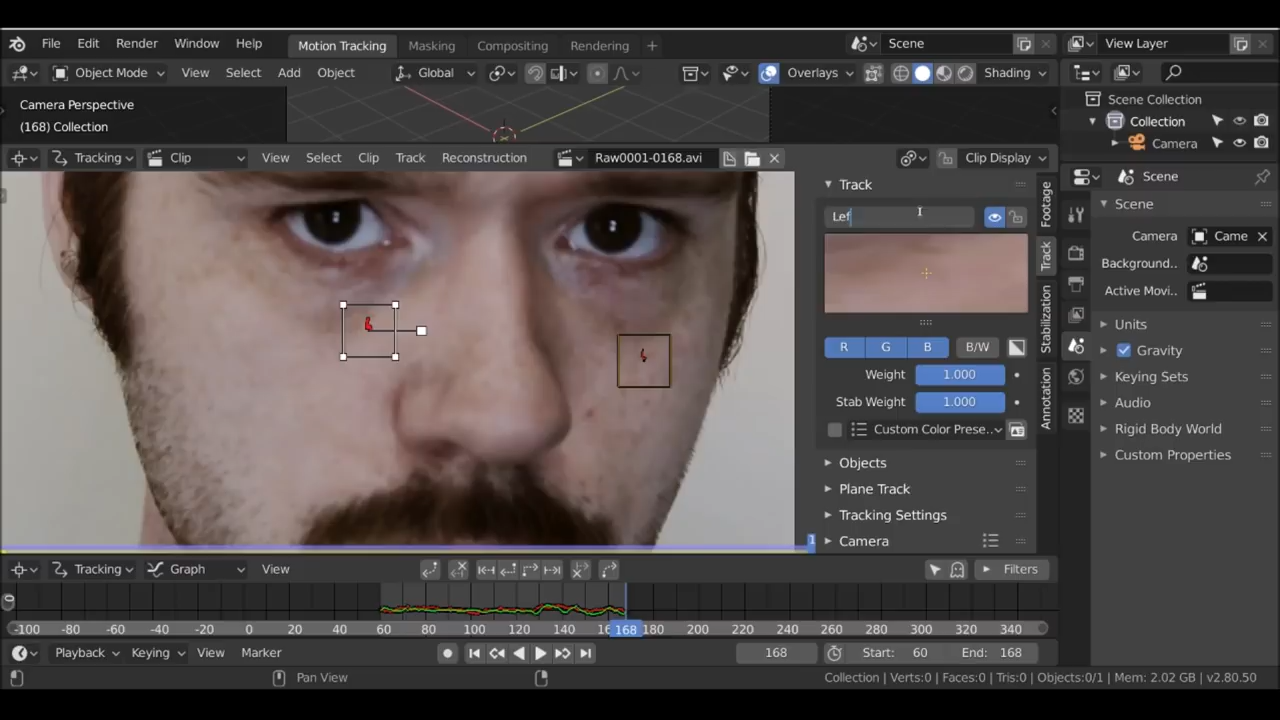 File Edit Render Window Help Motion Tracking Masking Compositing Rendering + Scene View Layer
Object Mode View Select Add Object Global Overlays Shading
Camera Perspective
(168) Collection
Scene Collection
Collection
Camera
Tracking Clip View Select Clip Track Reconstruction Raw0001-0168.avi Clip Display
Scene
Track
Lef
R G B B/W
Weight 1.000
Stab Weight 1.000
Custom Color Prese..
Objects
Plane Track
Tracking Settings
Camera
Footage
Track
Stabilization
Annotation
Scene
Camera Came
Background..
Active Movi..
Units
Gravity
Keying Sets
Audio
Rigid Body World
Custom Properties
1
Tracking Graph View Filters
-100 -80 -60 -40 -20 0 20 40 60 80 100 120 140 168 180 200 220 240 260 280 300 320 340
Playback Keying View Marker 168 Start: 60 End: 168
Pan View Collection | Verts:0 | Faces:0 | Tris:0 | Objects:0/1 | Mem: 2.02 GB | v2.80.50